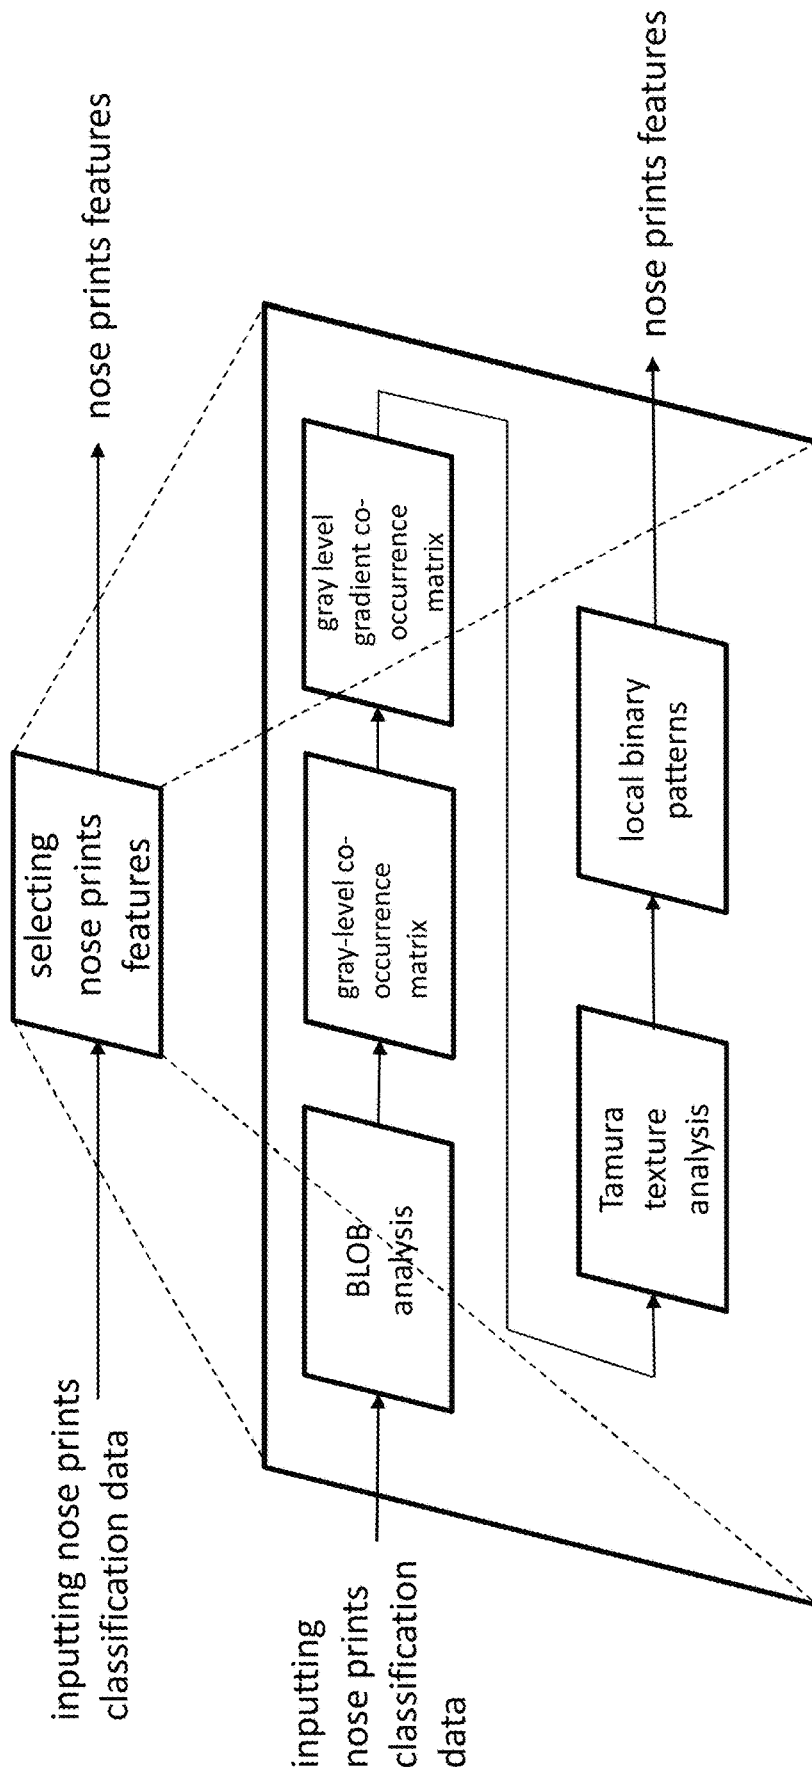 inputting nose prints
classification data
selecting
nose prints
features
nose prints features
inputting
nose prints
classification
data
BLOB
analysis
gray-level co-
occurrence
matrix
gray level
gradient co-
occurrence
matrix
Tamura
texture
analysis
local binary
patterns
nose prints features